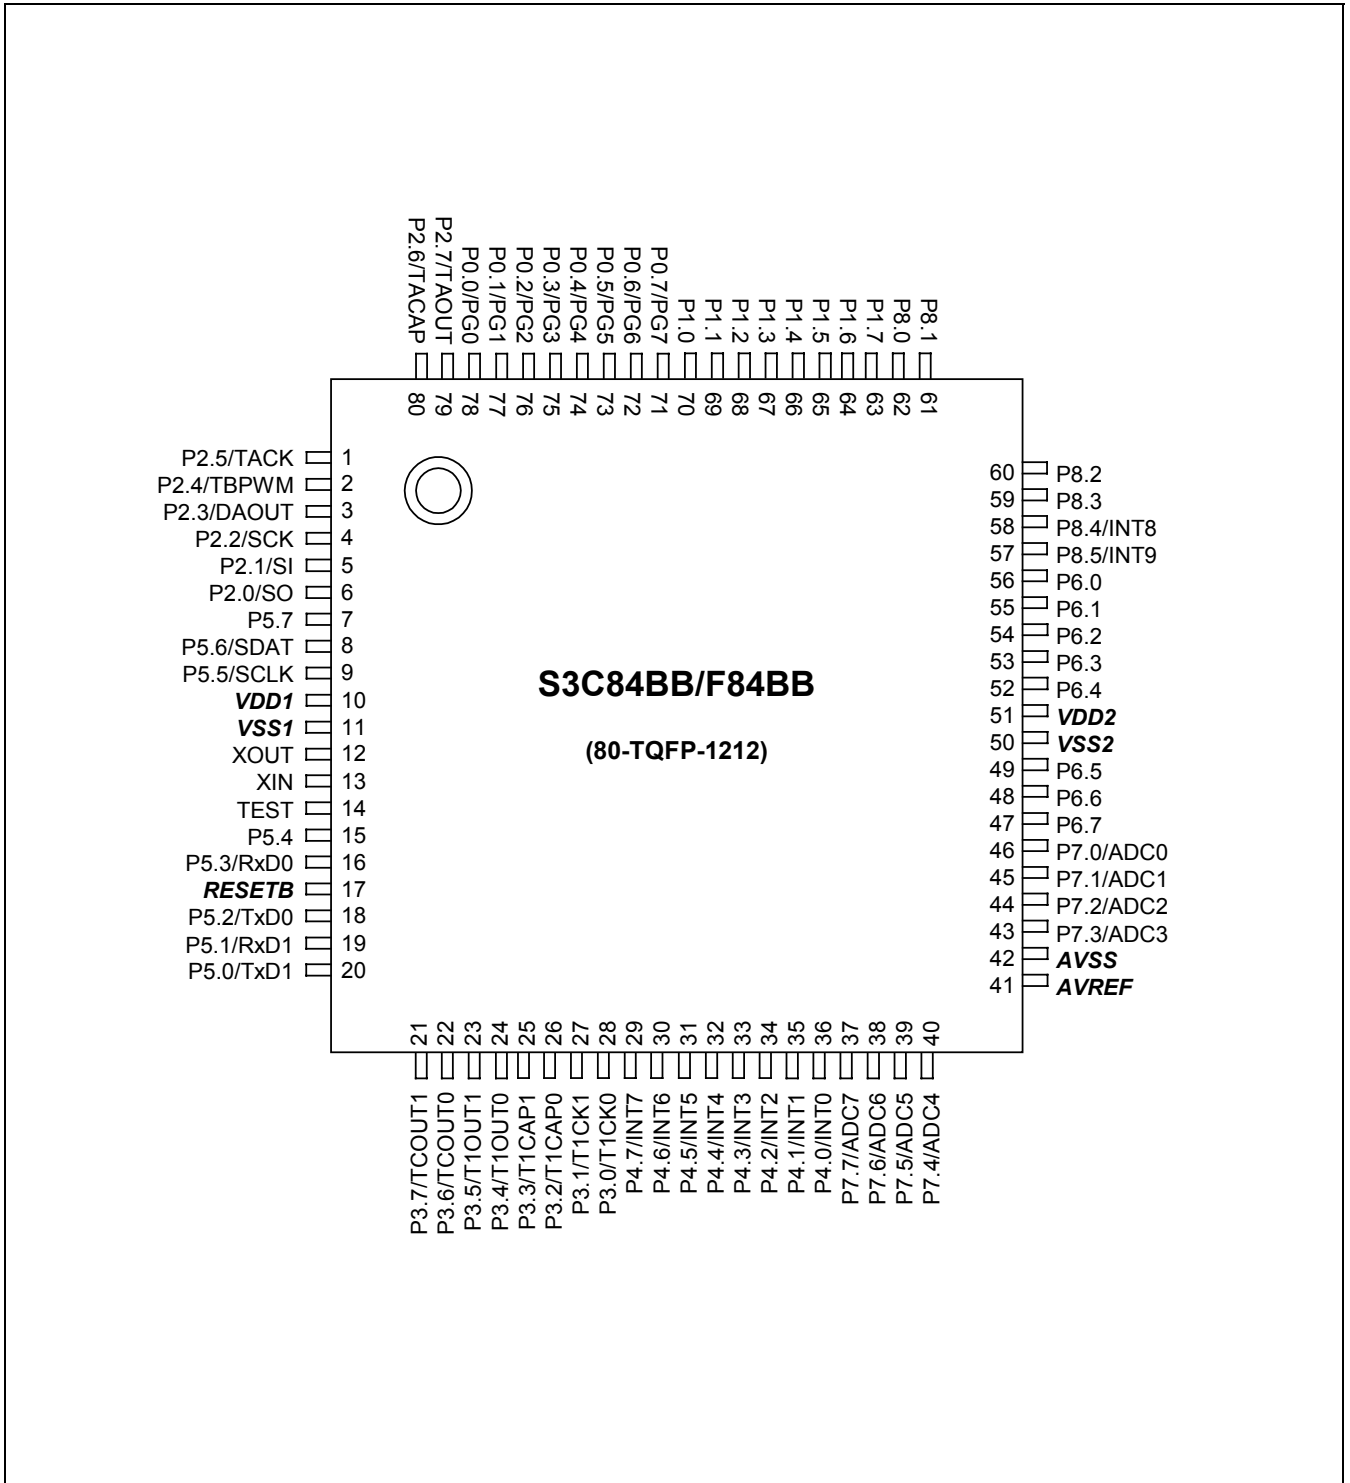 P2.6/TACAP
P2.7/TAOUT
P0.0/PG0
P0.1/PG1
P0.2/PG2
P0.3/PG3
P0.4/PG4
P0.5/PG5
P0.6/PG6
P0.7/PG7
P1.0
P1.1
P1.2
P1.3
P1.4
P1.5
P1.6
P1.7
P8.0
P8.1
80
79
78
77
76
75
74
73
72
71
70
69
68
67
66
65
64
63
62
61
P2.5/TACK 1
P2.4/TBPWM 2
P2.3/DAOUT 3
P2.2/SCK 4
P2.1/SI 5
P2.0/SO 6
P5.7 7
P5.6/SDAT 8
P5.5/SCLK 9
VDD1 10
VSS1 11
XOUT 12
XIN 13
TEST 14
P5.4 15
P5.3/RxD0 16
RESETB 17
P5.2/TxD0 18
P5.1/RxD1 19
P5.0/TxD1 20
S3C84BB/F84BB
(80-TQFP-1212)
60 P8.2
59 P8.3
58 P8.4/INT8
57 P8.5/INT9
56 P6.0
55 P6.1
54 P6.2
53 P6.3
52 P6.4
51 VDD2
50 VSS2
49 P6.5
48 P6.6
47 P6.7
46 P7.0/ADC0
45 P7.1/ADC1
44 P7.2/ADC2
43 P7.3/ADC3
42 AVSS
41 AVREF
21
22
23
24
25
26
27
28
29
30
31
32
33
34
35
36
37
38
39
40
P3.7/TCOUT1
P3.6/TCOUT0
P3.5/T1OUT1
P3.4/T1OUT0
P3.3/T1CAP1
P3.2/T1CAP0
P3.1/T1CK1
P3.0/T1CK0
P4.7/INT7
P4.6/INT6
P4.5/INT5
P4.4/INT4
P4.3/INT3
P4.2/INT2
P4.1/INT1
P4.0/INT0
P7.7/ADC7
P7.6/ADC6
P7.5/ADC5
P7.4/ADC4